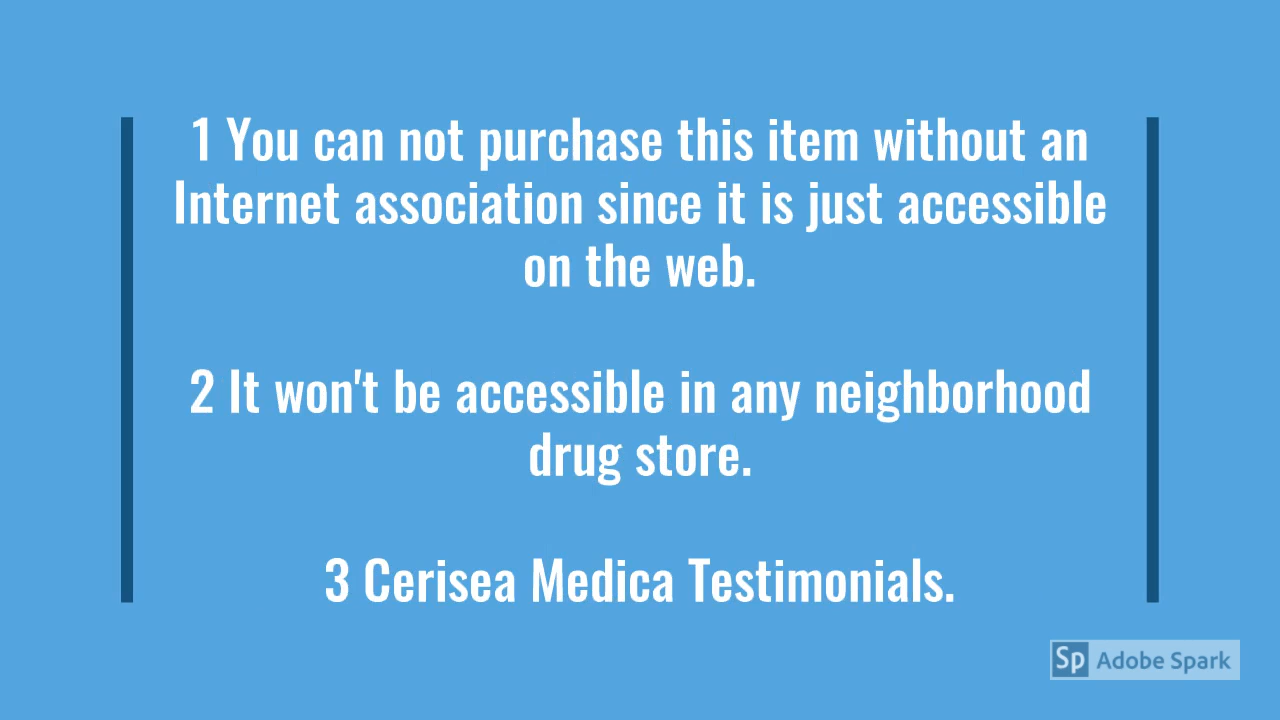 1 You can not purchase this item without an
Internet association since it is just accessible
on the web.
2 It won't be accessible in any neighborhood
drug store.
3 Cerisea Medica Testimonials.
Sp Adobe Spark